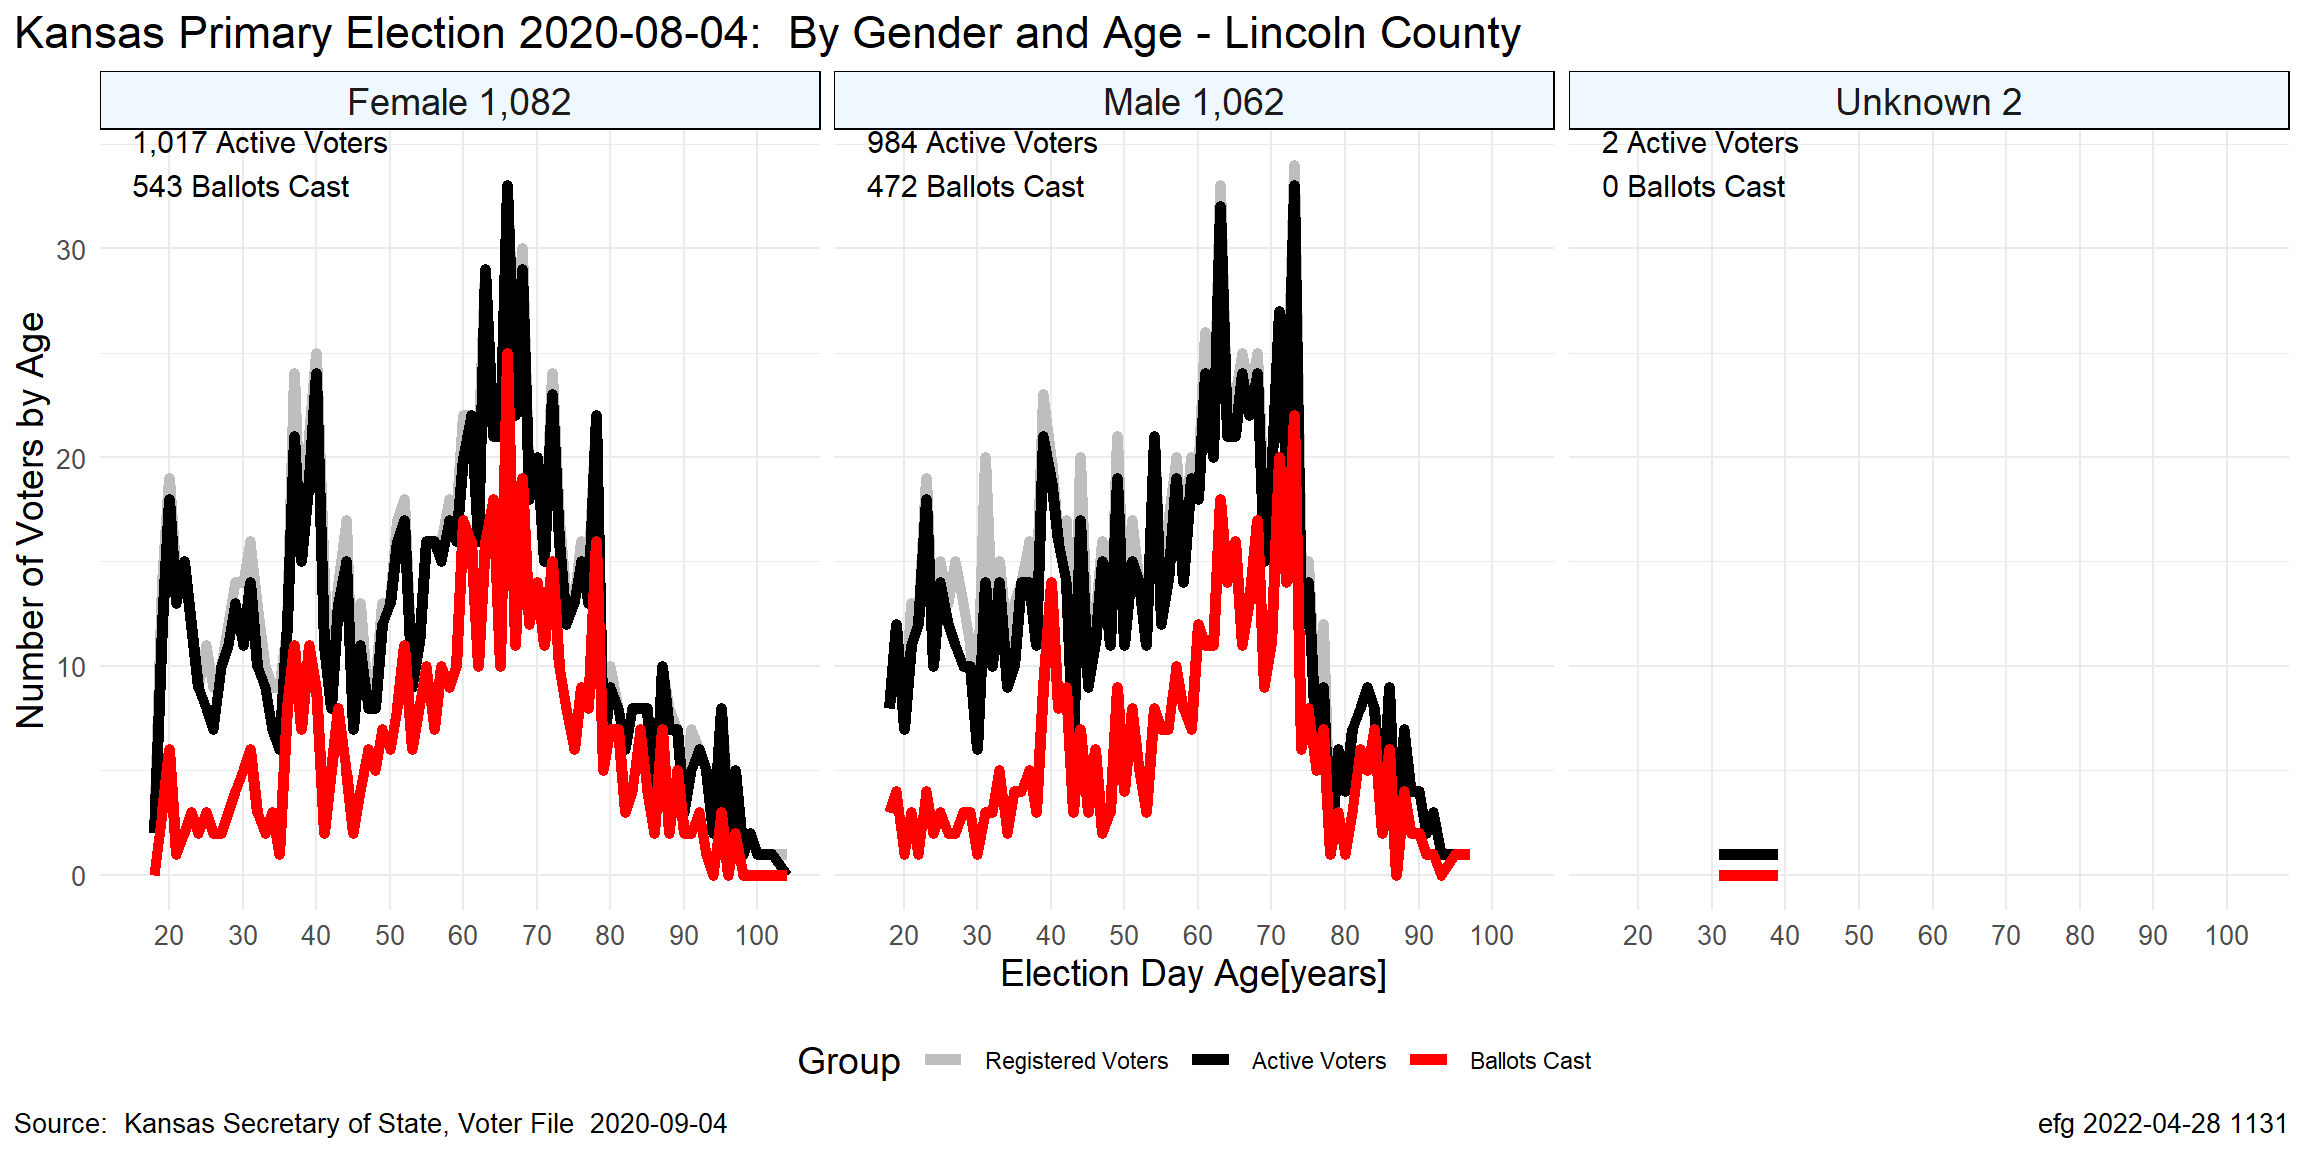 Kansas Primary Election 2020-08-04:  By Gender and Age - Lincoln County
Female 1,082
Male 1,062
Unknown 2
1,017 Active Voters
543 Ballots Cast
984 Active Voters
472 Ballots Cast
2 Active Voters
0 Ballots Cast
Number of Voters by Age
30
20
10
0
20 30 40 50 60 70 80 90 100
20 30 40 50 60 70 80 90 100
20 30 40 50 60 70 80 90 100
Election Day Age[years]
Group Registered Voters Active Voters Ballots Cast
Source:  Kansas Secretary of State, Voter File  2020-09-04
efg 2022-04-28 1131